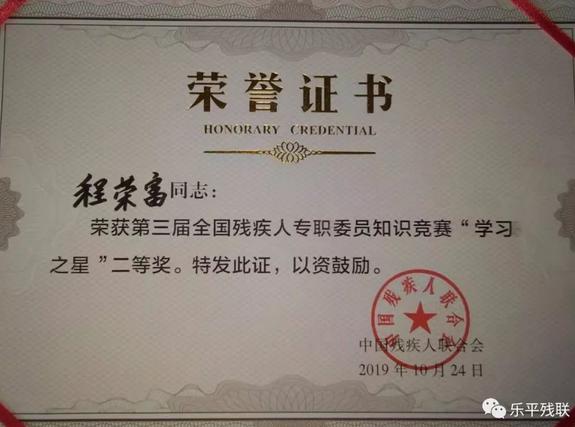 荣誉证书
HONORARY CREDENTIAL
程荣富同志：
荣获第三届全国残疾人专职委员知识竞赛“学习
之星”二等奖。特发此证，以资鼓励。
中国残疾人联合会
中国残疾人联合会
2019年10月24日
乐平残联